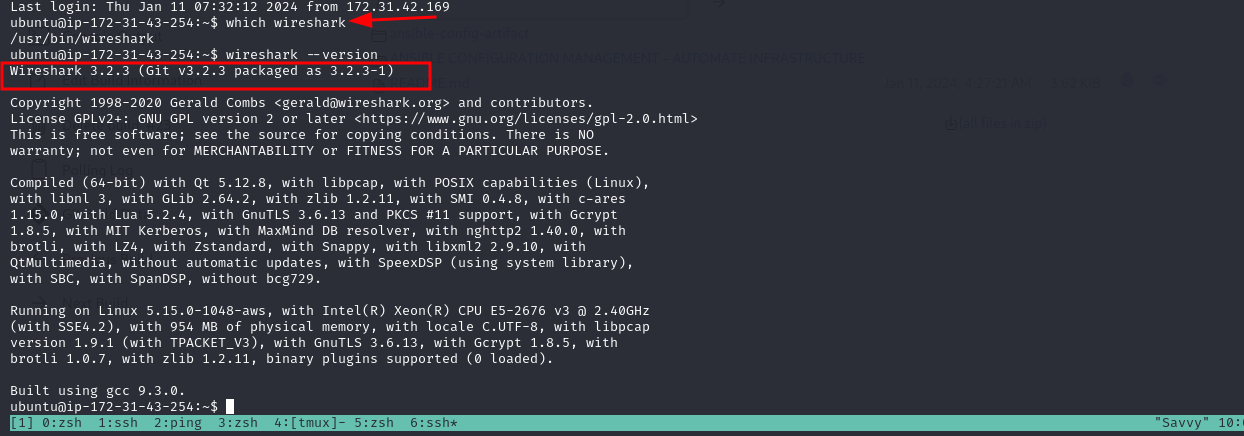 Last login: Thu Jan 11 07:32:12 2024 from 172.31.42.169
ubuntu@ip-172-31-43-254:~$ which wireshark
/usr/bin/wireshark
ubuntu@ip-172-31-43-254:~$ wireshark --version
Wireshark 3.2.3 (Git v3.2.3 packaged as 3.2.3-1)
Copyright 1998-2020 Gerald Combs <gerald@wireshark.org> and contributors.
License GPLv2+: GNU GPL version 2 or later <https://www.gnu.org/licenses/gpl-2.0.html>
This is free software; see the source for copying conditions. There is NO
warranty; not even for MERCHANTABILITY or FITNESS FOR A PARTICULAR PURPOSE.
Compiled (64-bit) with Qt 5.12.8, with libpcap, with POSIX capabilities (Linux),
with libnl 3, with GLib 2.64.2, with zlib 1.2.11, with SMI 0.4.8, with c-ares
1.15.0, with Lua 5.2.4, with GnuTLS 3.6.13 and PKCS #11 support, with Gcrypt
1.8.5, with MIT Kerberos, with MaxMind DB resolver, with nghttp2 1.40.0, with
brotli, with LZ4, with Zstandard, with Snappy, with libxml2 2.9.10, with
QtMultimedia, without automatic updates, with SpeexDSP (using system library),
with SBC, with SpanDSP, without bcg729.
Running on Linux 5.15.0-1048-aws, with Intel(R) Xeon(R) CPU E5-2676 v3 @ 2.40GHz
(with SSE4.2), with 954 MB of physical memory, with locale C.UTF-8, with libpcap
version 1.9.1 (with TPACKET_V3), with GnuTLS 3.6.13, with Gcrypt 1.8.5, with
brotli 1.0.7, with zlib 1.2.11, binary plugins supported (0 loaded).
Built using gcc 9.3.0.
ubuntu@ip-172-31-43-254:~$
[1] 0:zsh  1:ssh  2:ping  3:zsh  4:[tmux]- 5:zsh  6:ssh* "Savvy" 10: